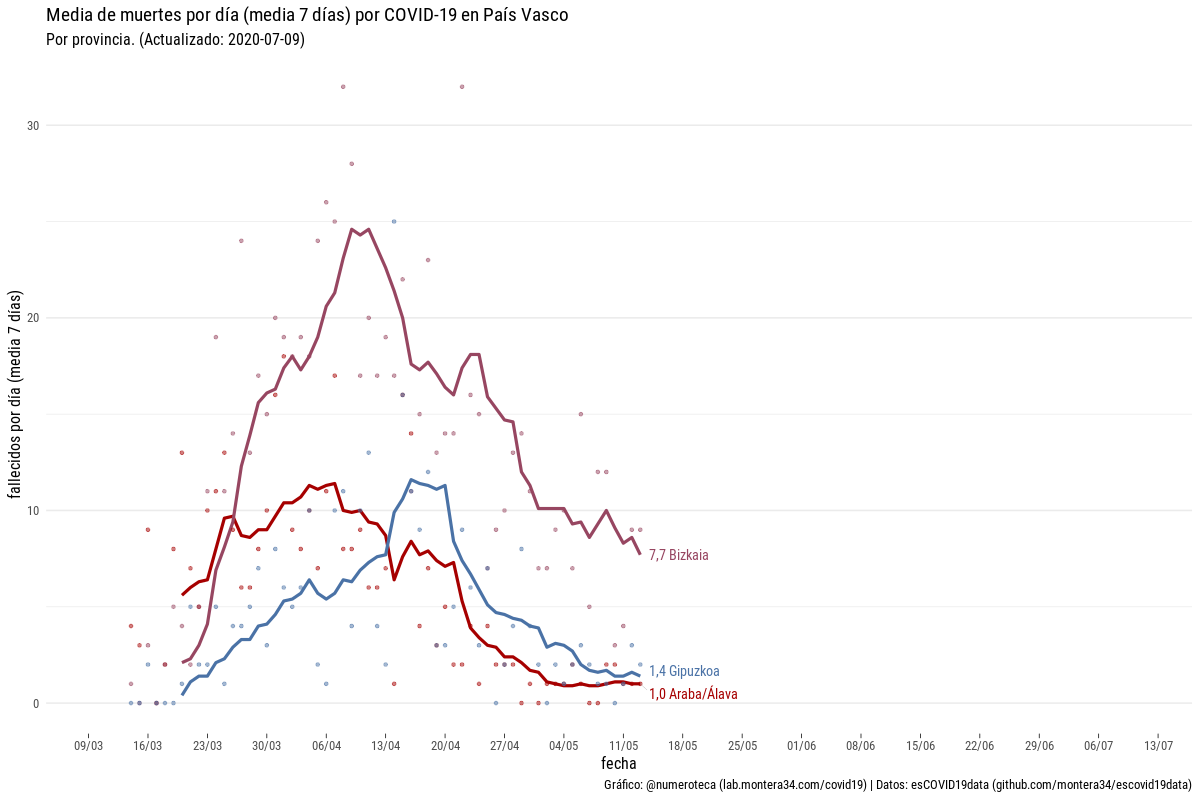 Media de muertes por día (media 7 días) por COVID-19 en País Vasco
Por provincia. (Actualizado: 2020-07-09)
fallecidos por día (media 7 días)
30
20
10
0
7,7 Bizkaia
1,4 Gipuzkoa
1,0 Araba/Álava
09/03 16/03 23/03 30/03 06/04 13/04 20/04 27/04 04/05 11/05 18/05 25/05 01/06 08/06 15/06 22/06 29/06 06/07 13/07
fecha
Gráfico: @numeroteca (lab.montera34.com/covid19) | Datos: esCOVID19data (github.com/montera34/escovid19data)